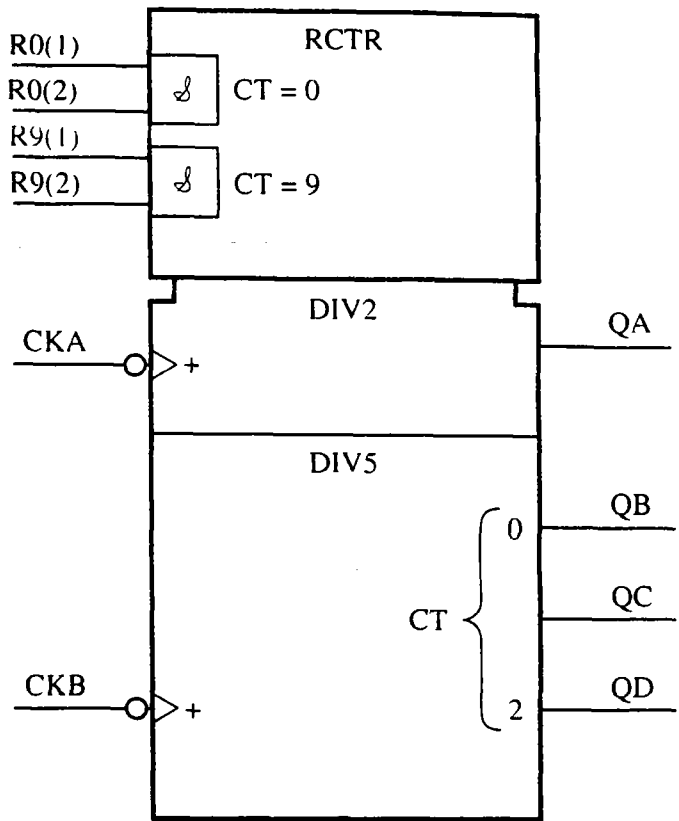 RCTR
R0(1)
R0(2)
& CT = 0
R9(1)
R9(2)
& CT = 9
DIV2
CKA
+
QA
DIV5
0
QB
CT
QC
CKB
+
2
QD